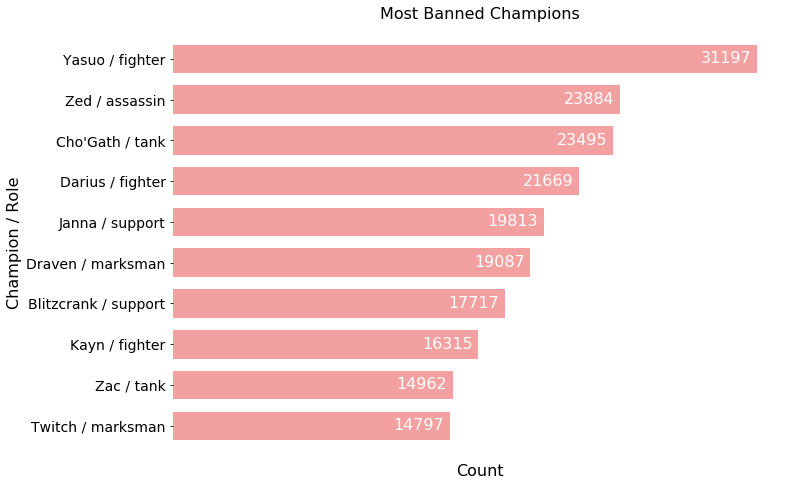 Most Banned Champions
Champion / Role
Yasuo / fighter 31197
Zed / assassin 23884
Cho'Gath / tank 23495
Darius / fighter 21669
Janna / support 19813
Draven / marksman 19087
Blitzcrank / support 17717
Kayn / fighter 16315
Zac / tank 14962
Twitch / marksman 14797
Count